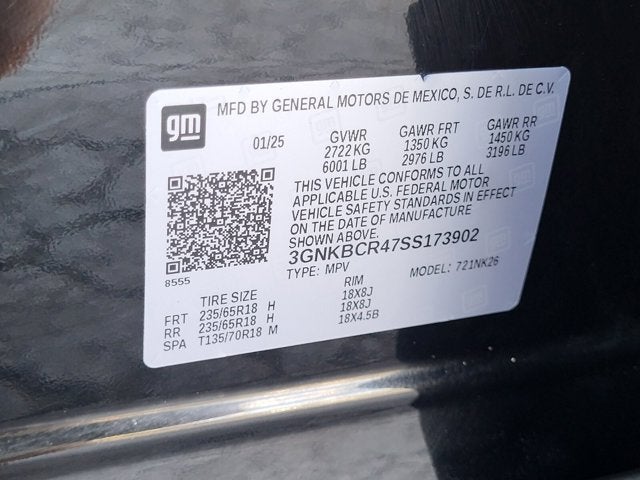 gm
MFD BY GENERAL MOTORS DE MEXICO, S. DE R.L. DE C.V.
01/25 GVWR GAWR FRT GAWR RR
2722 KG 1350 KG 1450 KG
6001 LB 2976 LB 3196 LB
THIS VEHICLE CONFORMS TO ALL
APPLICABLE U.S. FEDERAL MOTOR
VEHICLE SAFETY STANDARDS IN EFFECT
ON THE DATE OF MANUFACTURE
SHOWN ABOVE.
3GNKBCR47SS173902
8555 TYPE: MPV MODEL: 721NK26
TIRE SIZE RIM
FRT 235/65R18 H 18X8J
RR 235/65R18 H 18X8J
SPA T135/70R18 M 18X4.5B